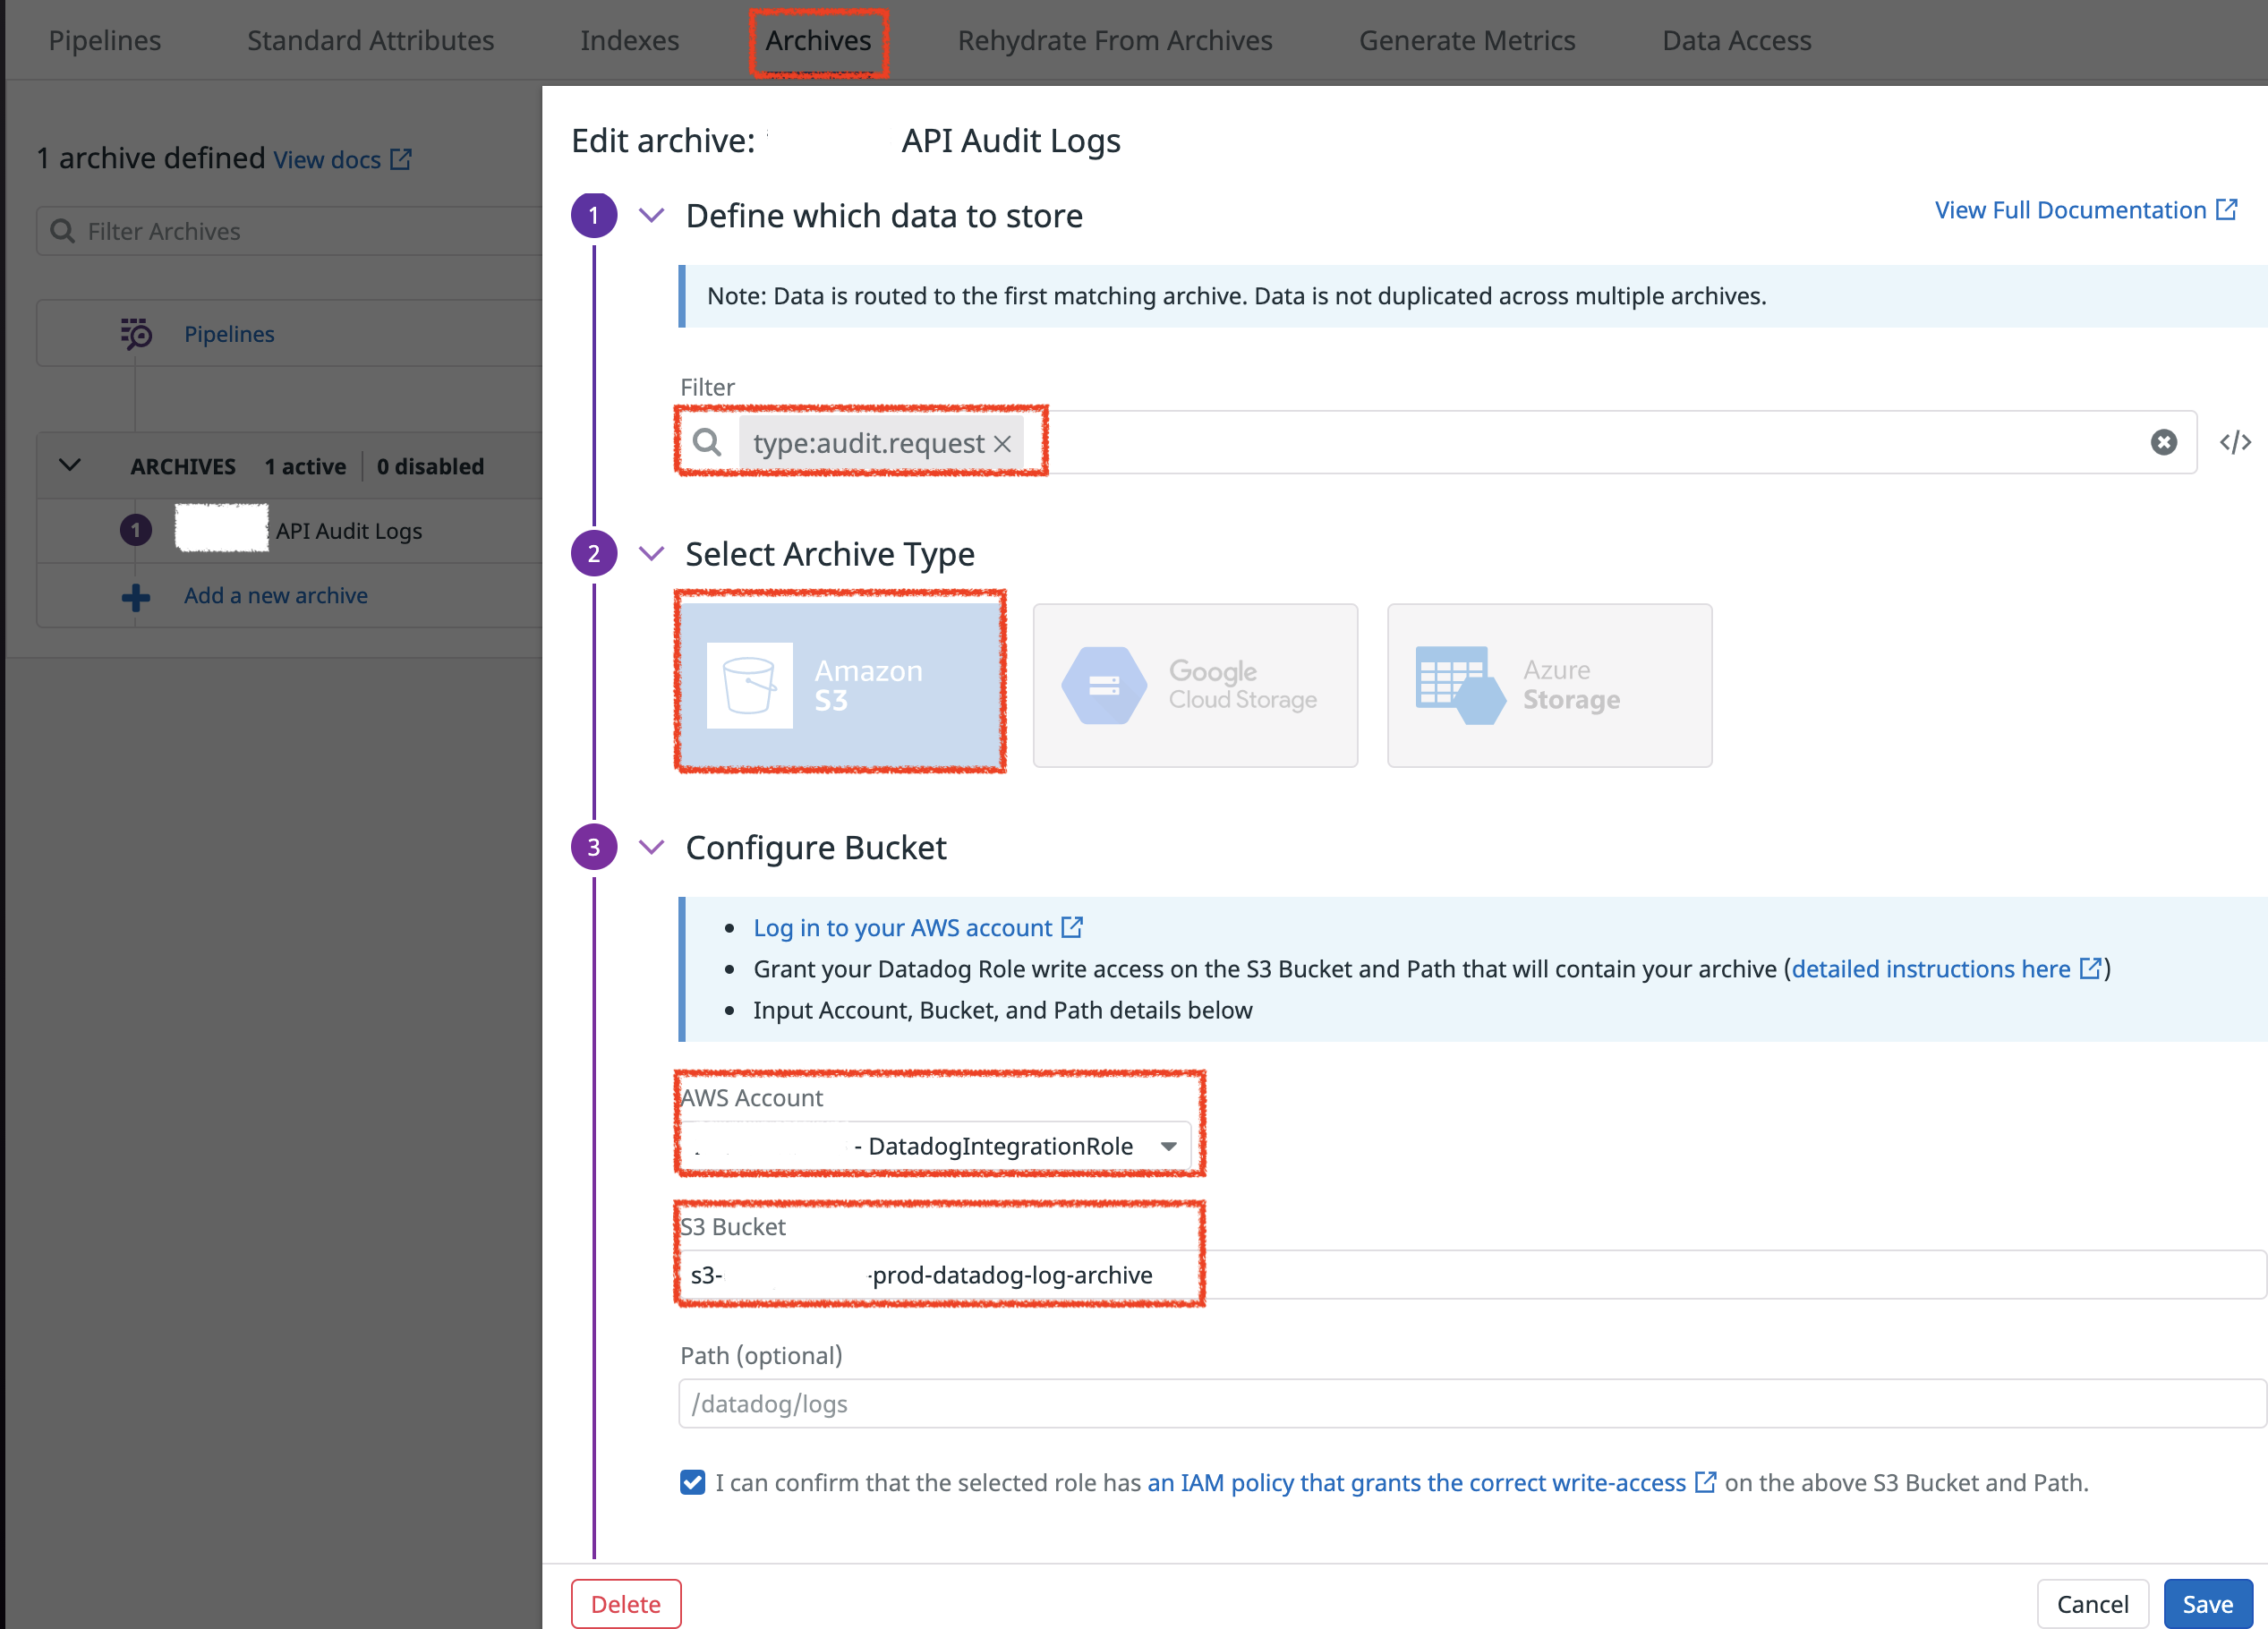 Pipelines Standard Attributes Indexes Archives Rehydrate From Archives Generate Metrics Data Access
1 archive defined View docs
Filter Archives
Pipelines
ARCHIVES 1 active 0 disabled
1 API Audit Logs
Add a new archive
Edit archive: API Audit Logs
1 Define which data to store
View Full Documentation
Note: Data is routed to the first matching archive. Data is not duplicated across multiple archives.
Filter
type:audit.request
</>
2 Select Archive Type
Amazon
S3
Google
Cloud Storage
Azure
Storage
3 Configure Bucket
Log in to your AWS account
Grant your Datadog Role write access on the S3 Bucket and Path that will contain your archive (detailed instructions here)
Input Account, Bucket, and Path details below
AWS Account
- DatadogIntegrationRole
S3 Bucket
s3- -prod-datadog-log-archive
Path (optional)
/datadog/logs
I can confirm that the selected role has an IAM policy that grants the correct write-access on the above S3 Bucket and Path.
Delete
Cancel
Save